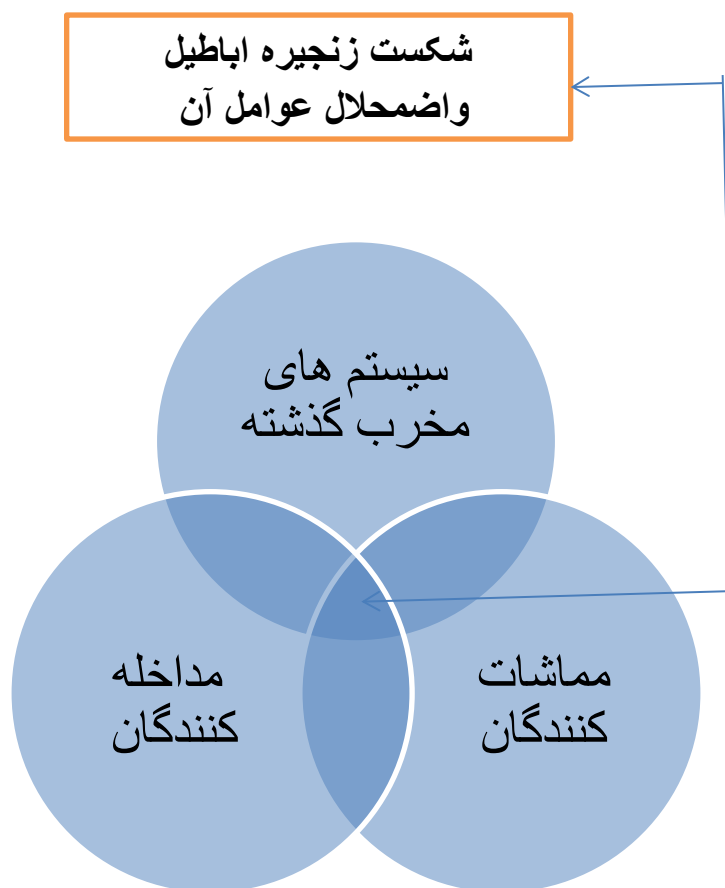 شکست زنجیره اباطیل
واضمحلال عوامل آن
سیستم های
مخرب گذشته
مماشات
کنندگان
مداخله
کنندگان